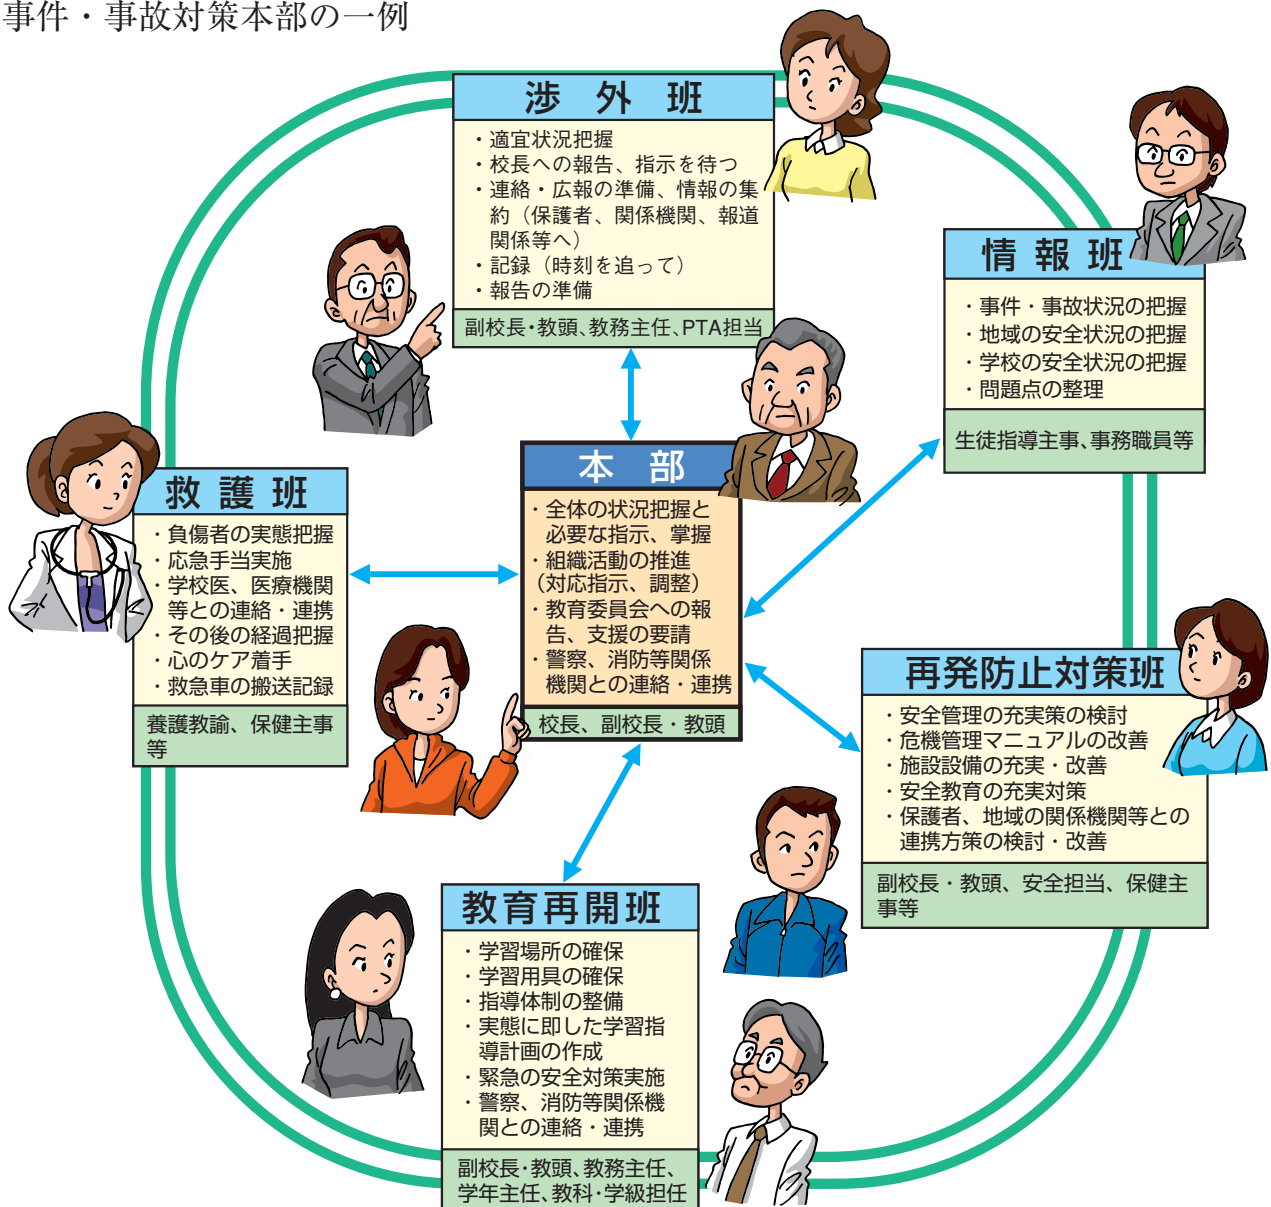 事件・事故対策本部の一例
渉外班
・適宜状況把握
・校長への報告、指示を待つ
・連絡・広報の準備、情報の集
約（保護者、関係機関、報道
関係等へ）
・記録（時刻を追って）
・報告の準備
副校長・教頭、教務主任、PTA担当
情報班
・事件・事故状況の把握
・地域の安全状況の把握
・学校の安全状況の把握
・問題点の整理
生徒指導主事、事務職員等
本部
・全体の状況把握と
必要な指示、掌握
・組織活動の推進
（対応指示、調整）
・教育委員会への報
告、支援の要請
・警察、消防等関係
機関との連絡・連携
校長、副校長・教頭
救護班
・負傷者の実態把握
・応急手当実施
・学校医、医療機関
等との連絡・連携
・その後の経過把握
・心のケア着手
・救急車の搬送記録
養護教諭、保健主事
等
再発防止対策班
・安全管理の充実策の検討
・危機管理マニュアルの改善
・施設設備の充実・改善
・安全教育の充実対策
・保護者、地域の関係機関等との
連携方策の検討・改善
副校長・教頭、安全担当、保健主
事等
教育再開班
・学習場所の確保
・学習用具の確保
・指導体制の整備
・実態に即した学習指
導計画の作成
・緊急の安全対策実施
・警察、消防等関係機
関との連絡・連携
副校長・教頭、教務主任、
学年主任、教科・学級担任